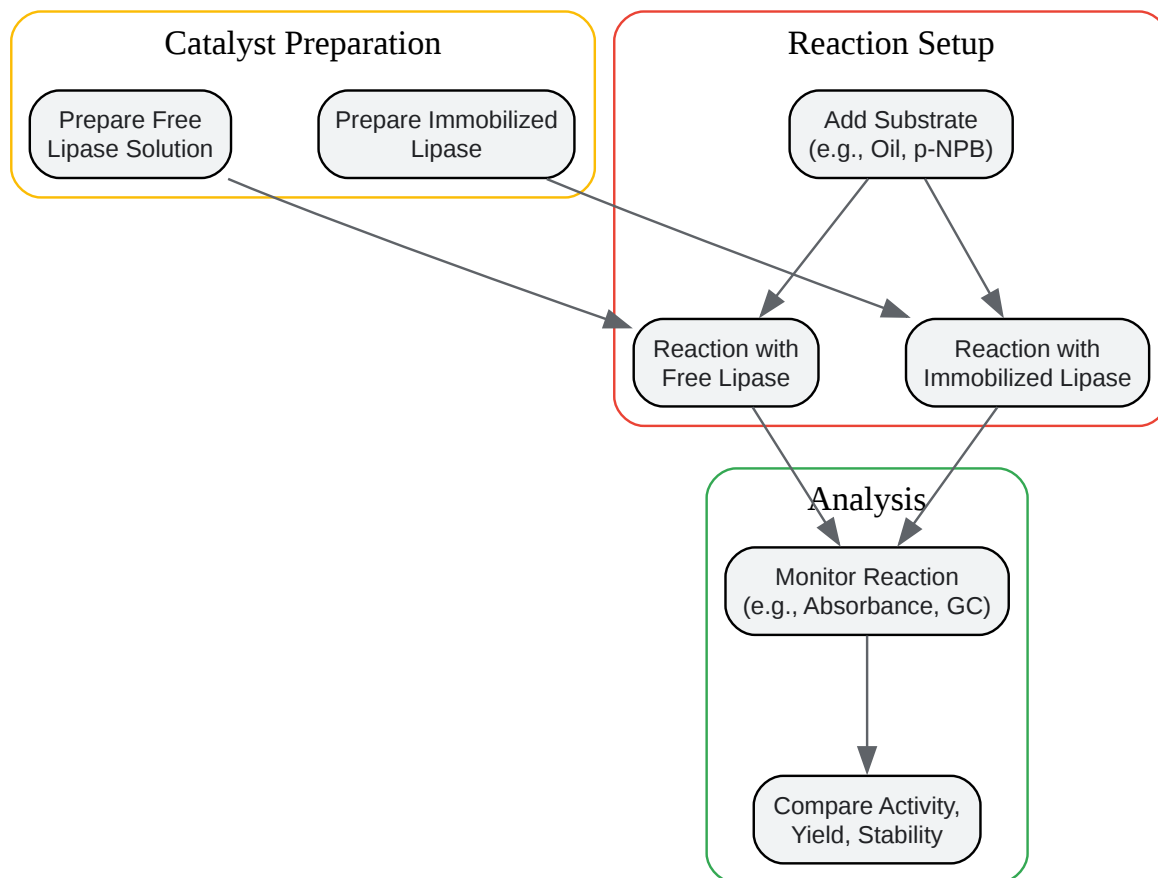 Catalyst Preparation
Reaction Setup
Prepare Free
Lipase Solution
Prepare Immobilized
Lipase
Add Substrate
(e.g., Oil, p-NPB)
Reaction with
Free Lipase
Reaction with
Immobilized Lipase
Analysis
Monitor Reaction
(e.g., Absorbance, GC)
Compare Activity,
Yield, Stability